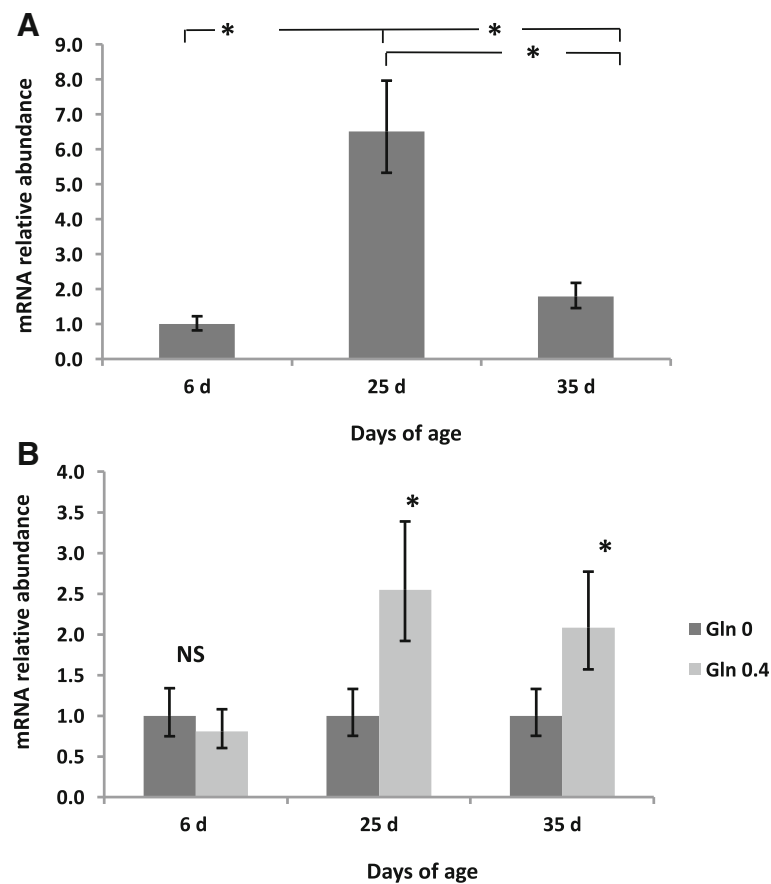 A
* *
*
9.0
8.0
7.0
6.0
5.0
4.0
3.0
2.0
1.0
0.0
mRNA relative abundance
6 d 25 d 35 d
Days of age
B
4.0
3.5
3.0
2.5
2.0
1.5
1.0
0.5
0.0
mRNA relative abundance
*
*
NS
Gln 0
Gln 0.4
6 d 25 d 35 d
Days of age